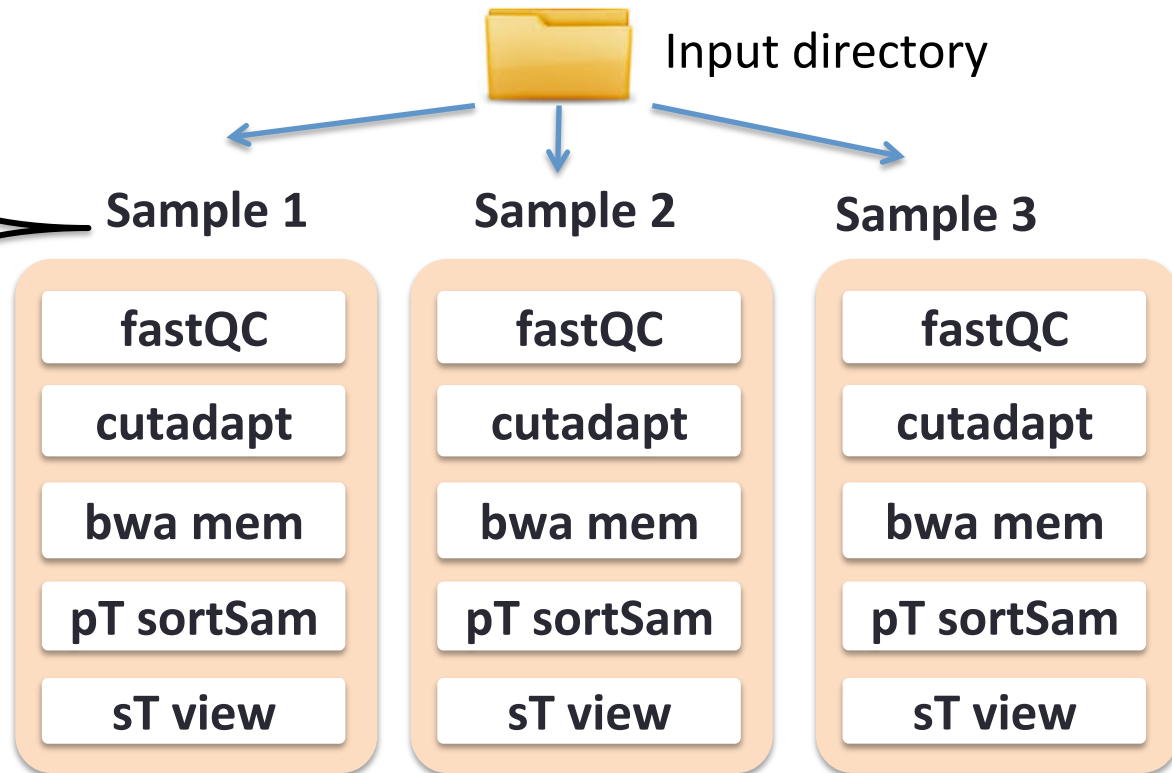 Input directory
Sample 1
Sample 2
Sample 3
fastQC
cutadapt
bwa mem
pT sortSam
sT view
fastQC
cutadapt
bwa mem
pT sortSam
sT view
fastQC
cutadapt
bwa mem
pT sortSam
sT view